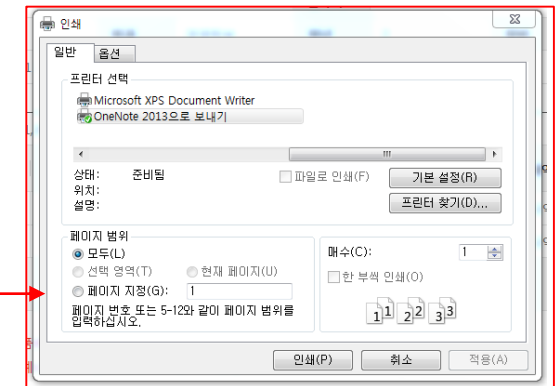 인쇄
일반 옵션
프린터 선택
Microsoft XPS Document Writer
OneNote 2013으로 보내기
상태: 준비됨 파일로 인쇄(F) 기본 설정(R)
위치:
설명: 프린터 찾기(D)...
페이지 범위
모두(L) 매수(C): 1
선택 영역(T) 현재 페이지(U)
한 부씩 인쇄(O)
페이지 지정(G): 1
페이지 번호 또는 5-12와 같이 페이지 범위를
입력하십시오.
1 1 2 2 3 3
인쇄(P) 취소 적용(A)